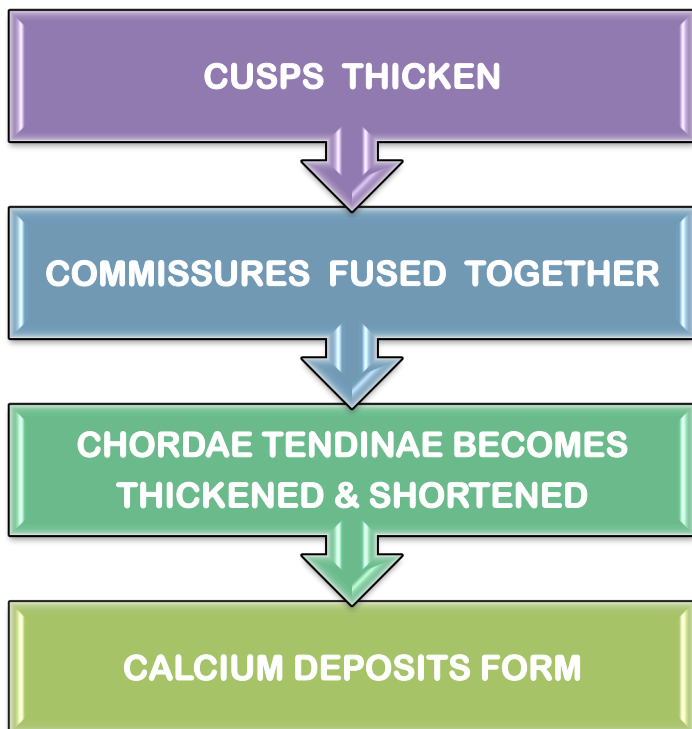 CUSPS THICKEN
COMMISSURES FUSED TOGETHER
CHORDAE TENDINAE BECOMES
THICKENED & SHORTENED
CALCIUM DEPOSITS FORM